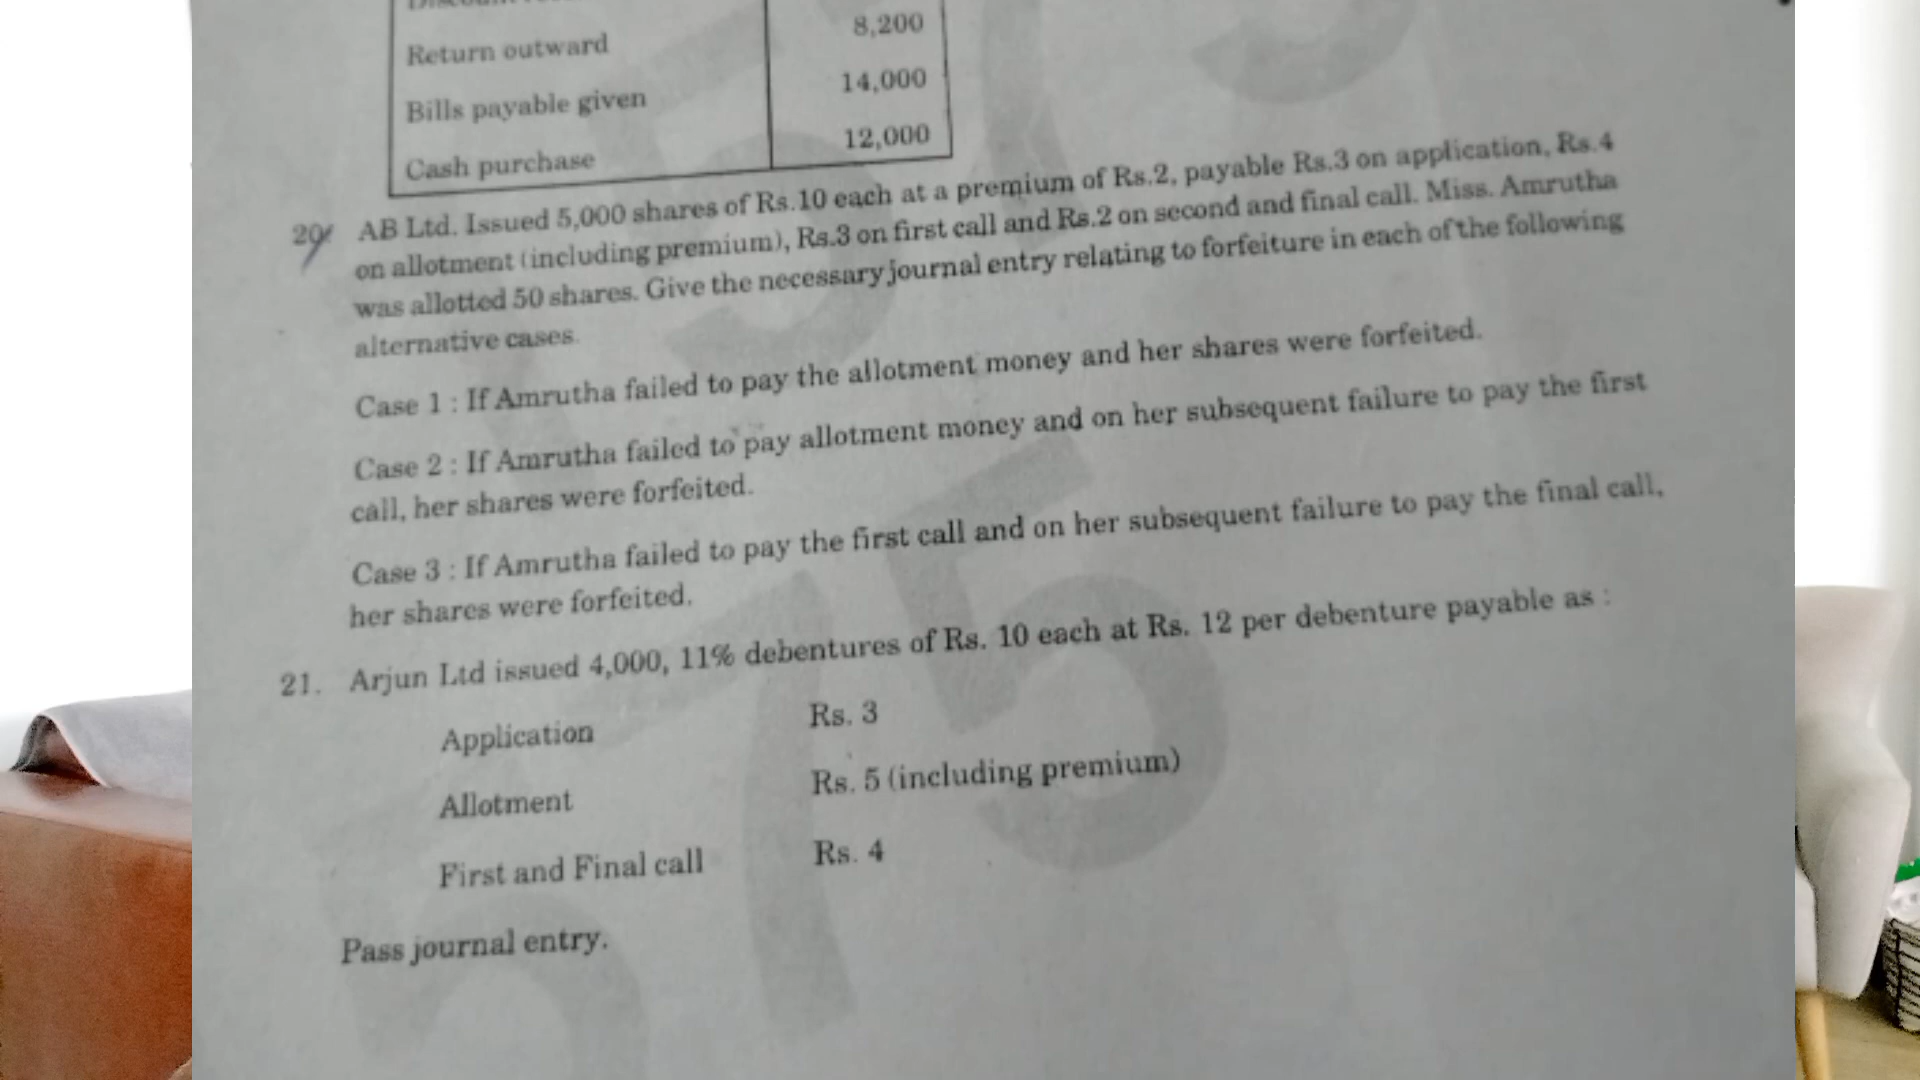 Return outward 8,200
Bills payable given 14,000
Cash purchase 12,000
20. AB Ltd. Issued 5,000 shares of Rs.10 each at a premium of Rs.2, payable Rs.3 on application, Rs.4
on allotment (including premium), Rs.3 on first call and Rs.2 on second and final call. Miss. Amrutha
was allotted 50 shares. Give the necessary journal entry relating to forfeiture in each of the following
alternative cases.
Case 1 : If Amrutha failed to pay the allotment money and her shares were forfeited.
Case 2 : If Amrutha failed to pay allotment money and on her subsequent failure to pay the first
call, her shares were forfeited.
Case 3 : If Amrutha failed to pay the first call and on her subsequent failure to pay the final call,
her shares were forfeited.
21. Arjun Ltd issued 4,000, 11% debentures of Rs. 10 each at Rs. 12 per debenture payable as :
Application Rs. 3
Allotment Rs. 5 (including premium)
First and Final call Rs. 4
Pass journal entry.